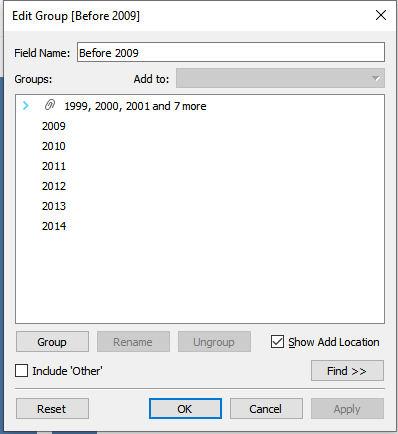 Edit Group [Before 2009]
Field Name: Before 2009
Groups: Add to:
1999, 2000, 2001 and 7 more
2009
2010
2011
2012
2013
2014
Group Rename Ungroup Show Add Location
Include 'Other' Find >>
Reset OK Cancel Apply